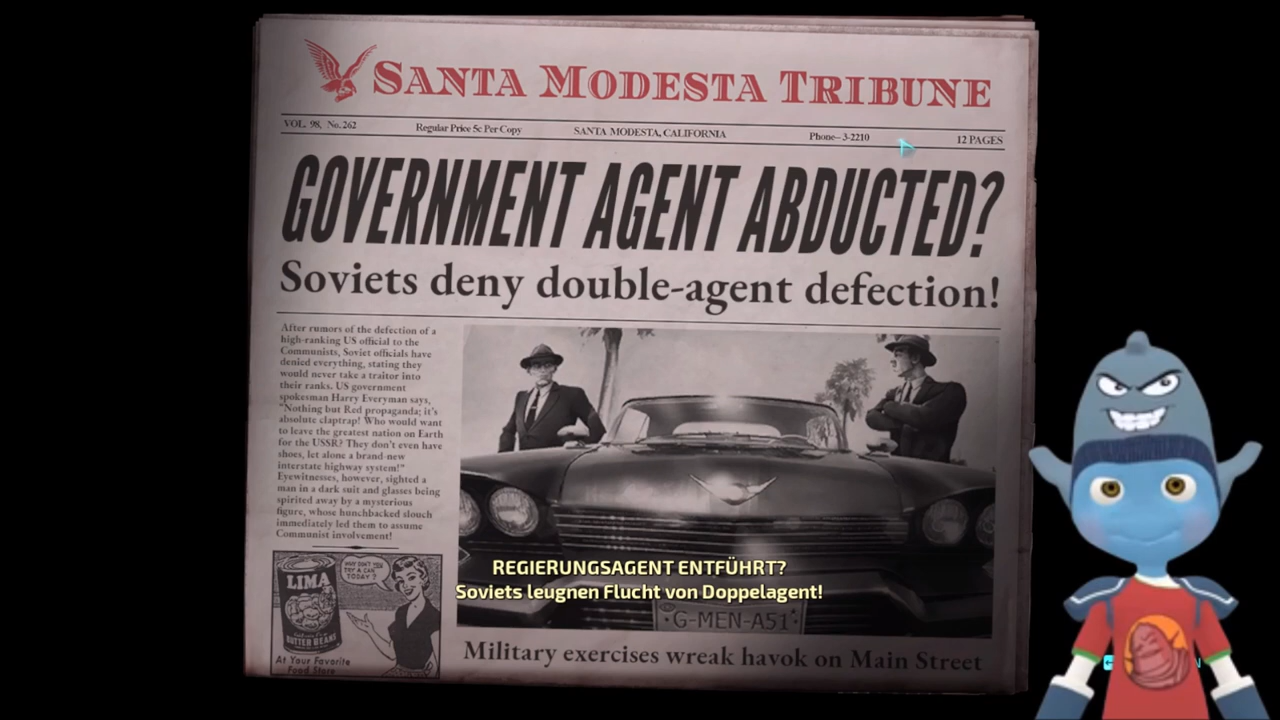 SANTA MODESTA TRIBUNE
VOL. 98, No. 262 Regular Price 5c Per Copy SANTA MODESTA, CALIFORNIA Phone– 3-2210 12 PAGES
GOVERNMENT AGENT ABDUCTED?
Soviets deny double-agent defection!
After rumors of the defection of a
high-ranking US official to the
Communists, Soviet officials have
denied everything, stating they
would never take a traitor into
their ranks. US government
spokesman Harry Everyman says,
"Nothing but Red propaganda; it's
absolute claptrap! Who would want
to leave the greatest nation on Earth
for the USSR? They don't even have
shoes, let alone a brand-new
interstate highway system!"
Eyewitnesses, however, sighted a
man in a dark suit and glasses being
spirited away by a mysterious
figure, whose hunchbacked slouch
immediately led them to assume
Communist involvement!
WHY DON'T YOU
TRY A CAN
TODAY?
LIMA
BUTTER BEANS
At Your Favorite
Food Store
REGIERUNGSAGENT ENTFÜHRT?
Soviets leugnen Flucht von Doppelagent!
G-MEN-A51
Military exercises wreak havok on Main Street